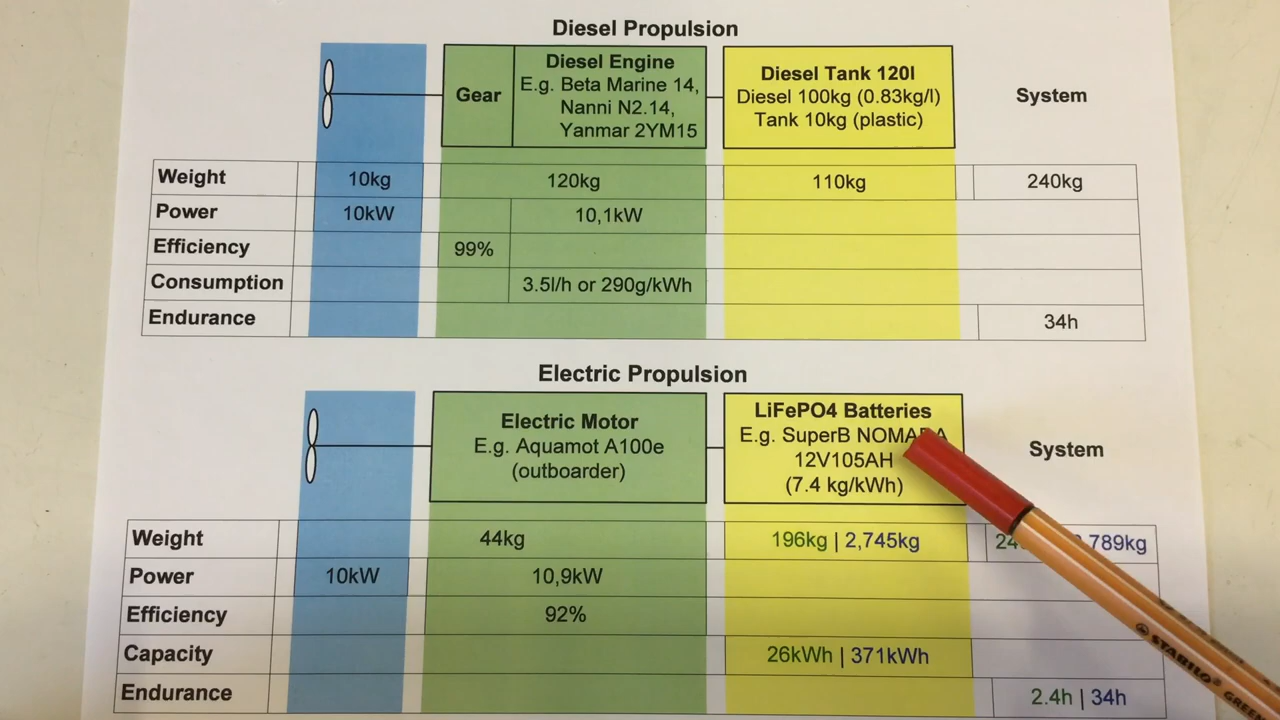 Diesel Propulsion
Gear
Diesel Engine
E.g. Beta Marine 14,
Nanni N2.14,
Yanmar 2YM15
Diesel Tank 120l
Diesel 100kg (0.83kg/l)
Tank 10kg (plastic)
System
Weight 10kg 120kg 110kg 240kg
Power 10kW 10,1kW
Efficiency 99%
Consumption 3.5l/h or 290g/kWh
Endurance 34h
Electric Propulsion
Electric Motor
E.g. Aquamot A100e
(outboarder)
LiFePO4 Batteries
E.g. SuperB
12V105AH
(7.4 kg/kWh)
System
Weight 44kg 196kg | 2,745kg
Power 10kW 10,9kW
Efficiency 92%
Capacity 26kWh | 371kWh
Endurance 2.4h | 34h
STABILO